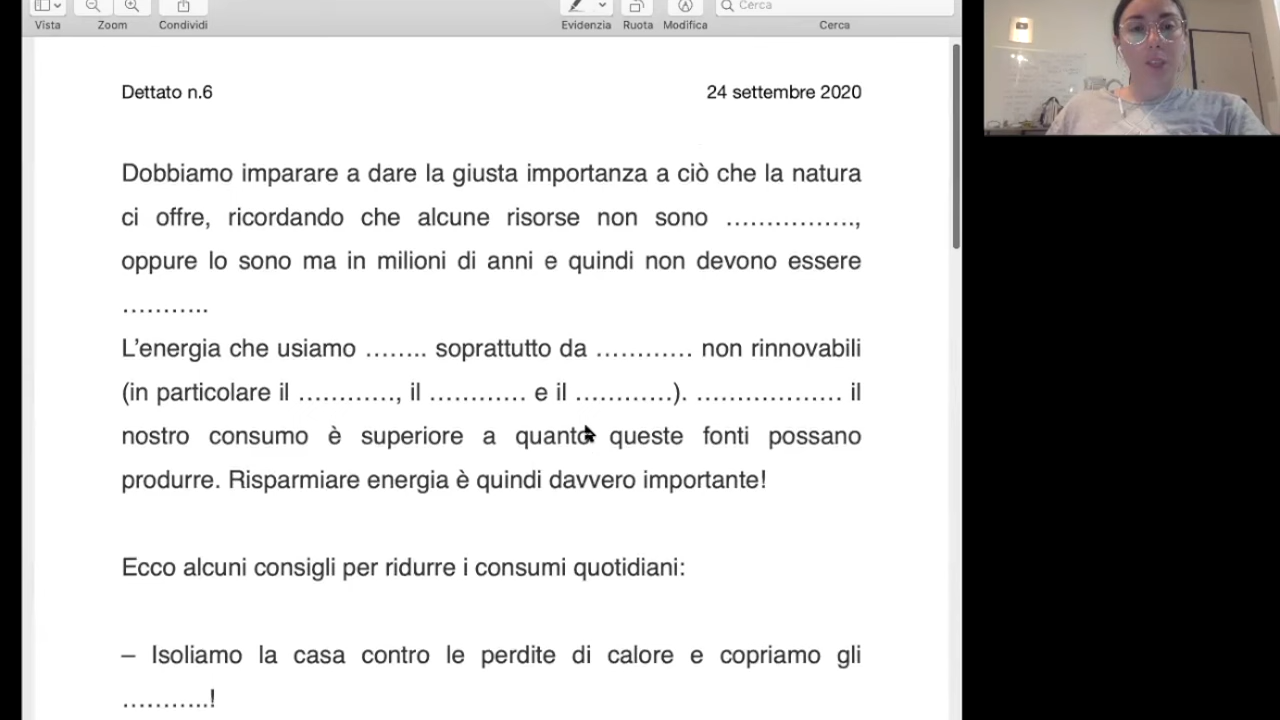 Vista
Zoom
Condividi
Evidenzia
Ruota
Modifica
Cerca
Cerca
Dettato n.6
24 settembre 2020
Dobbiamo imparare a dare la giusta importanza a ciò che la natura
ci offre, ricordando che alcune risorse non sono …………….,
oppure lo sono ma in milioni di anni e quindi non devono essere
………..
L’energia che usiamo …….. soprattutto da ………… non rinnovabili
(in particolare il …………, il ………… e il …………). ……………… il
nostro consumo è superiore a quanto queste fonti possano
produrre. Risparmiare energia è quindi davvero importante!
Ecco alcuni consigli per ridurre i consumi quotidiani:
– Isoliamo la casa contro le perdite di calore e copriamo gli
………..!